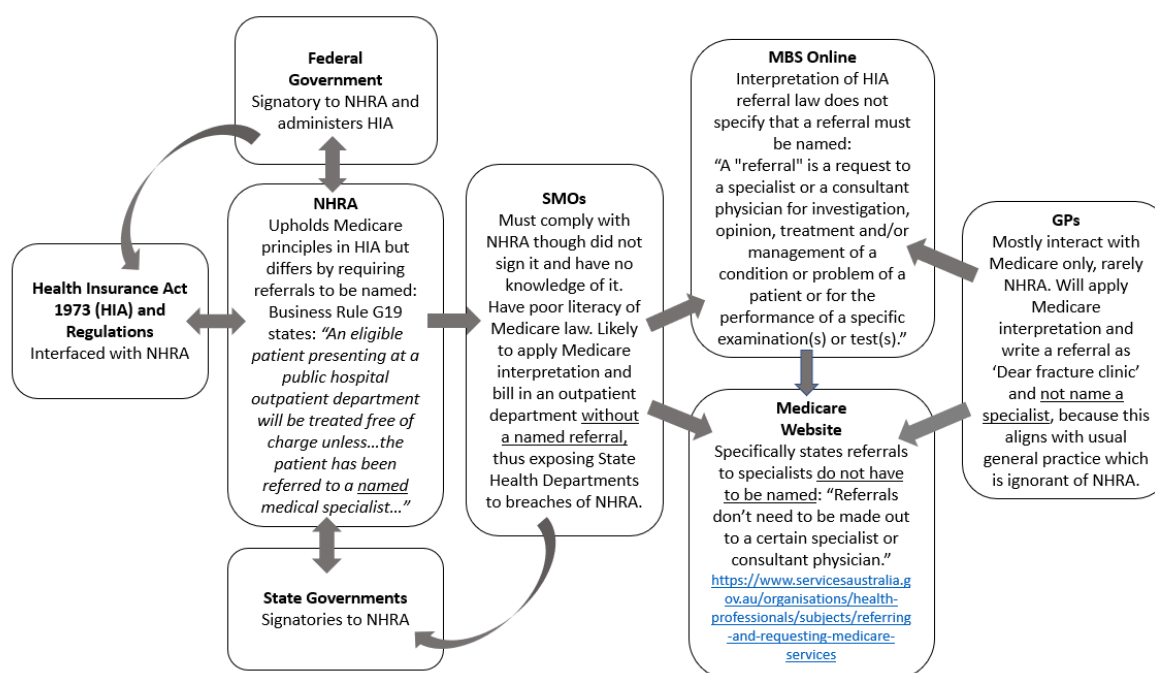 Federal
Government
Signatory to NHRA and
administers HIA
Health Insurance Act
1973 (HIA) and
Regulations
Interfaced with NHRA
NHRA
Upholds Medicare
principles in HIA but
differs by requiring
referrals to be named:
Business Rule G19
states: “An eligible
patient presenting at a
public hospital
outpatient department
will be treated free of
charge unless...the
patient has been
referred to a named
medical specialist...”
State Governments
Signatories to NHRA
SMOs
Must comply with
NHRA though did not
sign it and have no
knowledge of it.
Have poor literacy of
Medicare law. Likely
to apply Medicare
interpretation and
bill in an outpatient
department without
a named referral,
thus exposing State
Health Departments
to breaches of NHRA.
MBS Online
Interpretation of HIA
referral law does not
specify that a referral must
be named:
“A "referral" is a request to
a specialist or a consultant
physician for investigation,
opinion, treatment and/or
management of a
condition or problem of a
patient or for the
performance of a specific
examination(s) or test(s).”
Medicare
Website
Specifically states referrals
to specialists do not have
to be named: “Referrals
don’t need to be made out
to a certain specialist or
consultant physician.”
https://www.servicesaustralia.g
ov.au/organisations/health-
professionals/subjects/referring
-and-requesting-medicare-
services
GPs
Mostly interact with
Medicare only, rarely
NHRA. Will apply
Medicare
interpretation and
write a referral as
‘Dear fracture clinic’
and not name a
specialist, because this
aligns with usual
general practice which
is ignorant of NHRA.